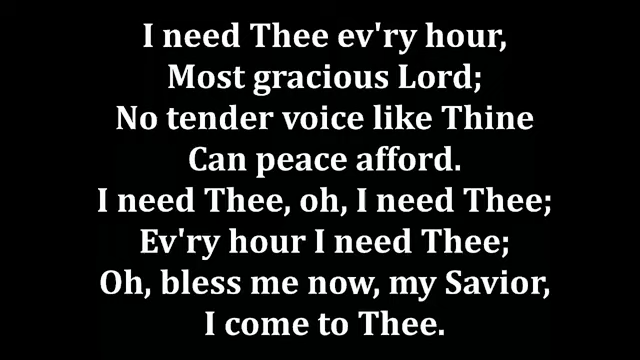 I need Thee ev'ry hour,
Most gracious Lord;
No tender voice like Thine
Can peace afford.
I need Thee, oh, I need Thee;
Ev'ry hour I need Thee;
Oh, bless me now, my Savior,
I come to Thee.